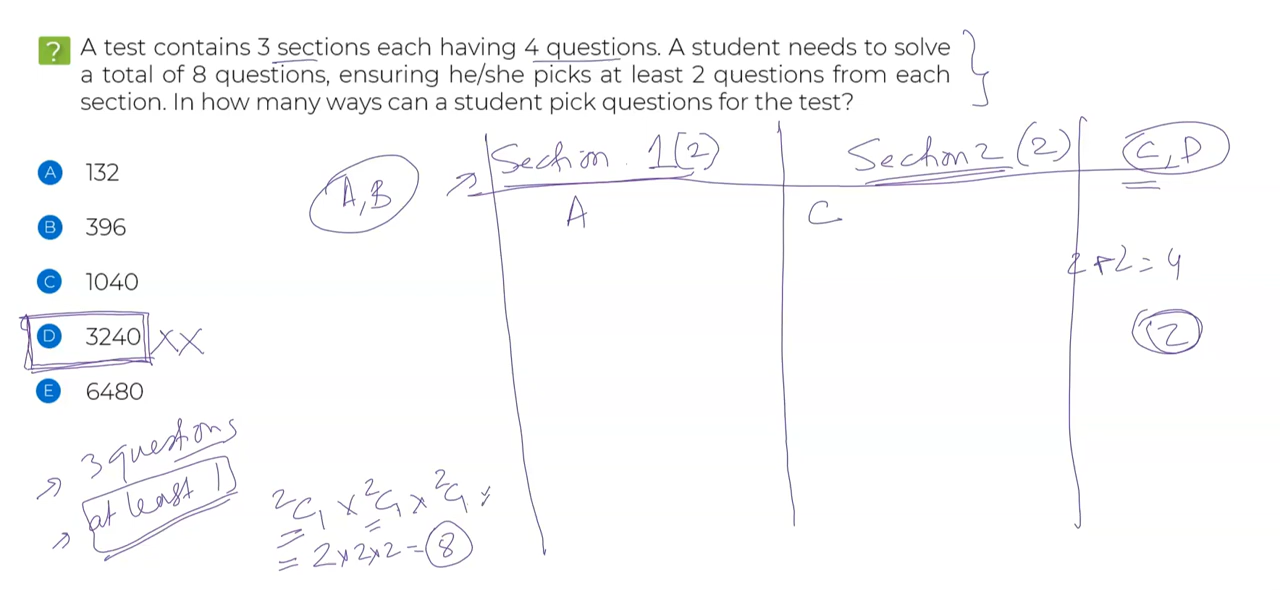 ? A test contains 3 sections each having 4 questions. A student needs to solve
a total of 8 questions, ensuring he/she picks at least 2 questions from each
section. In how many ways can a student pick questions for the test?
A 132
B 396
C 1040
D 3240 XX
E 6480
A, B
Section 1 (2)
Section 2 (2)
C, D
A
C
2+2=4
2
→ 3 questions
→ at least 1
²C₁ × ²C₁ × ²C₁
= 2×2×2 = 8